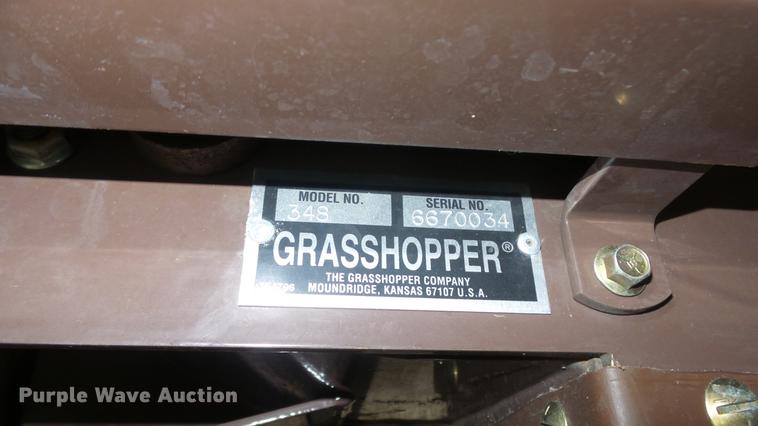 MODEL NO. SERIAL NO.
348 6670034
GRASSHOPPER®
THE GRASSHOPPER COMPANY
MOUNDRIDGE, KANSAS 67107 U.S.A.
Purple Wave Auction